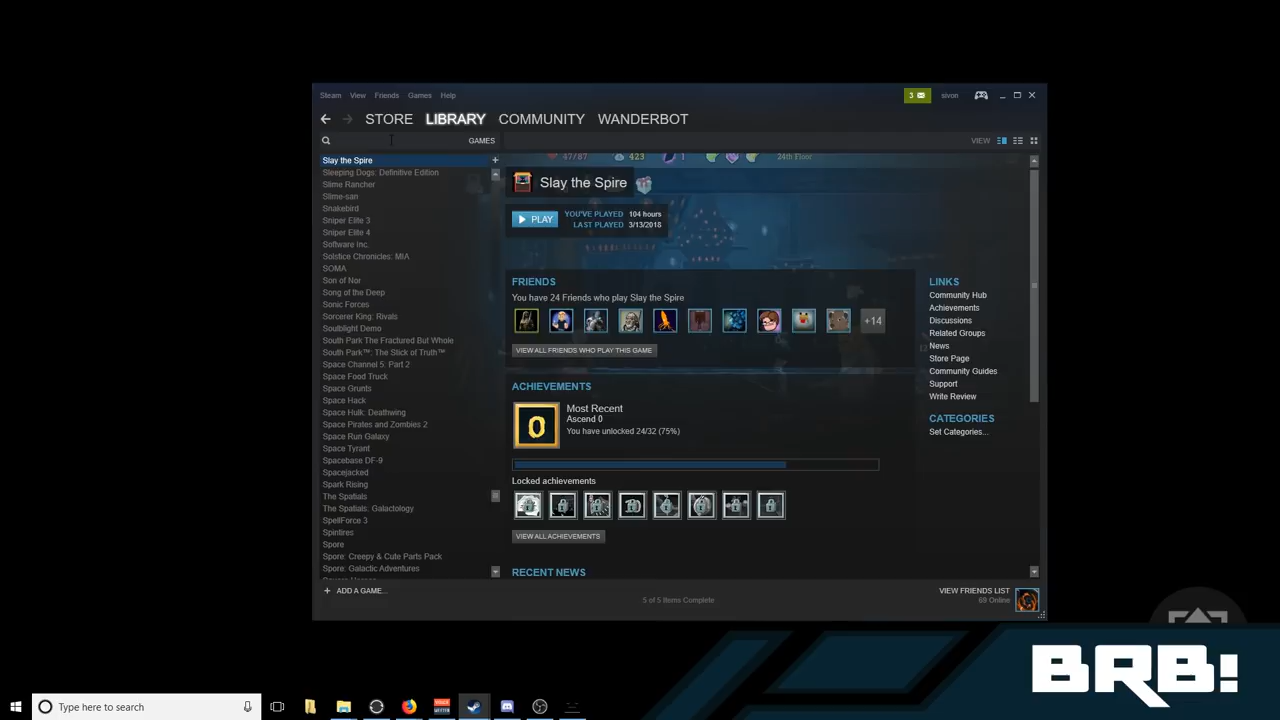 Steam View Friends Games Help
3
sivon
STORE LIBRARY COMMUNITY WANDERBOT
GAMES
VIEW
Slay the Spire
+
Sleeping Dogs: Definitive Edition
Slime Rancher
Slime-san
Snakebird
Sniper Elite 3
Sniper Elite 4
Software Inc.
Solstice Chronicles: MIA
SOMA
Son of Nor
Song of the Deep
Sonic Forces
Sorcerer King: Rivals
Soulblight Demo
South Park The Fractured But Whole
South Park™: The Stick of Truth™
Space Channel 5: Part 2
Space Food Truck
Space Grunts
Space Hack
Space Hulk: Deathwing
Space Pirates and Zombies 2
Space Run Galaxy
Space Tyrant
Spacebase DF-9
Spacejacked
Spark Rising
The Spatials
The Spatials: Galactology
SpellForce 3
Spintires
Spore
Spore: Creepy & Cute Parts Pack
Spore: Galactic Adventures
+ ADD A GAME...
47/87 423 1 24th Floor
Slay the Spire
PLAY
YOU'VE PLAYED 104 hours
LAST PLAYED 3/13/2018
FRIENDS
You have 24 Friends who play Slay the Spire
+14
VIEW ALL FRIENDS WHO PLAY THIS GAME
ACHIEVEMENTS
0
Most Recent
Ascend 0
You have unlocked 24/32 (75%)
Locked achievements
10
VIEW ALL ACHIEVEMENTS
RECENT NEWS
LINKS
Community Hub
Achievements
Discussions
Related Groups
News
Store Page
Community Guides
Support
Write Review
CATEGORIES
Set Categories...
5 of 5 Items Complete
VIEW FRIENDS LIST
69 Online
BRB!
Type here to search